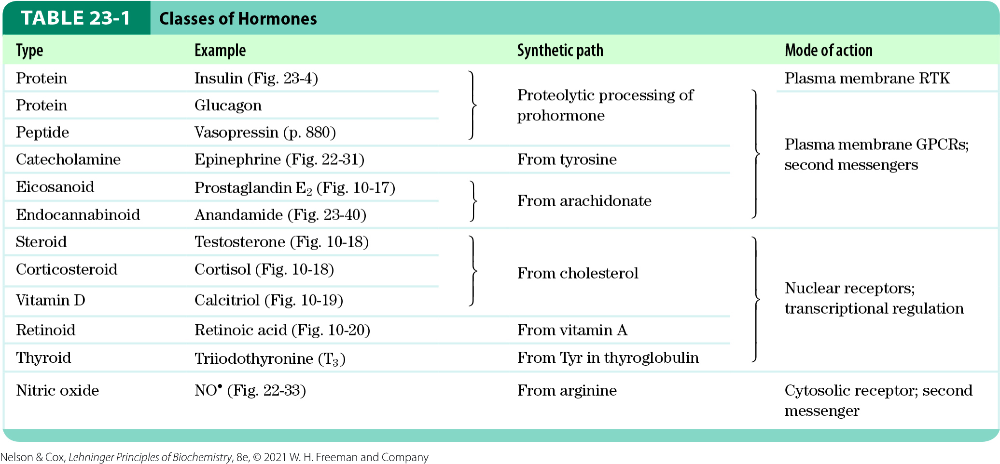 TABLE 23-1 Classes of Hormones
Type Example Synthetic path Mode of action
Protein Insulin (Fig. 23-4) Plasma membrane RTK
Proteolytic processing of
prohormone
Protein Glucagon
Peptide Vasopressin (p. 880)
Plasma membrane GPCRs;
second messengers
Catecholamine Epinephrine (Fig. 22-31) From tyrosine
Eicosanoid Prostaglandin E₂ (Fig. 10-17)
From arachidonate
Endocannabinoid Anandamide (Fig. 23-40)
Steroid Testosterone (Fig. 10-18)
Corticosteroid Cortisol (Fig. 10-18)
From cholesterol
Nuclear receptors;
transcriptional regulation
Vitamin D Calcitriol (Fig. 10-19)
Retinoid Retinoic acid (Fig. 10-20) From vitamin A
Thyroid Triiodothyronine (T₃) From Tyr in thyroglobulin
Nitric oxide NO• (Fig. 22-33) From arginine Cytosolic receptor; second
messenger
Nelson & Cox, Lehninger Principles of Biochemistry, 8e, © 2021 W. H. Freeman and Company